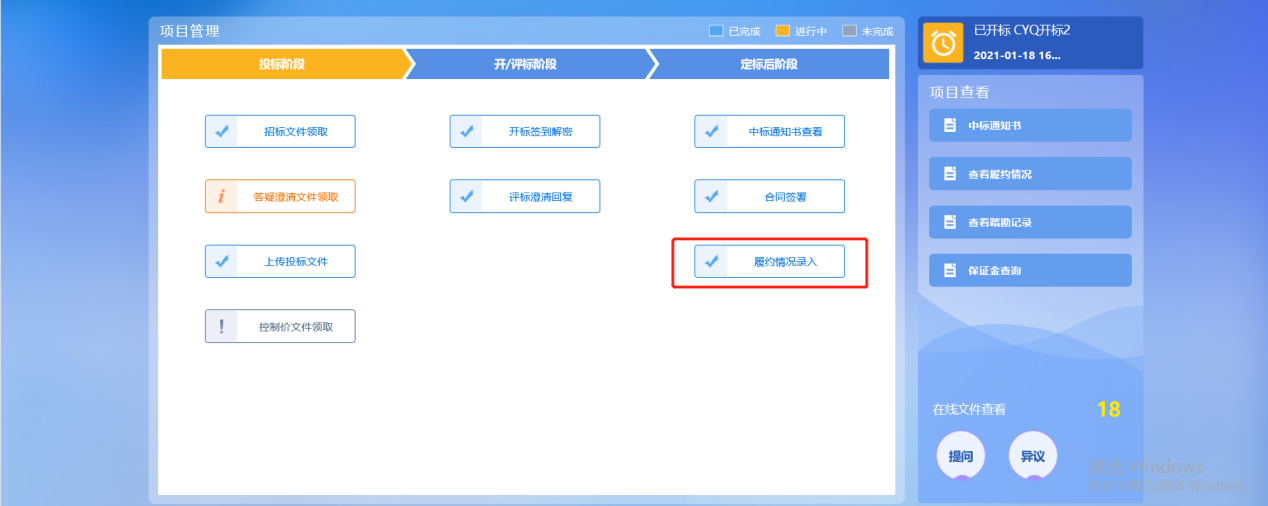 项目管理
已完成 进行中 未完成
投标阶段 开/评标阶段 定标后阶段
招标文件领取 开标签到解密 中标通知书查看
答疑澄清文件领取 评标澄清回复 合同签署
上传投标文件 履约情况录入
控制价文件领取
已开标 CYQ开标2
2021-01-18 16...
项目查看
中标通知书
查看履约情况
查看踏勘记录
保证金查询
在线文件查看 18
提问 异议
激活 Windows